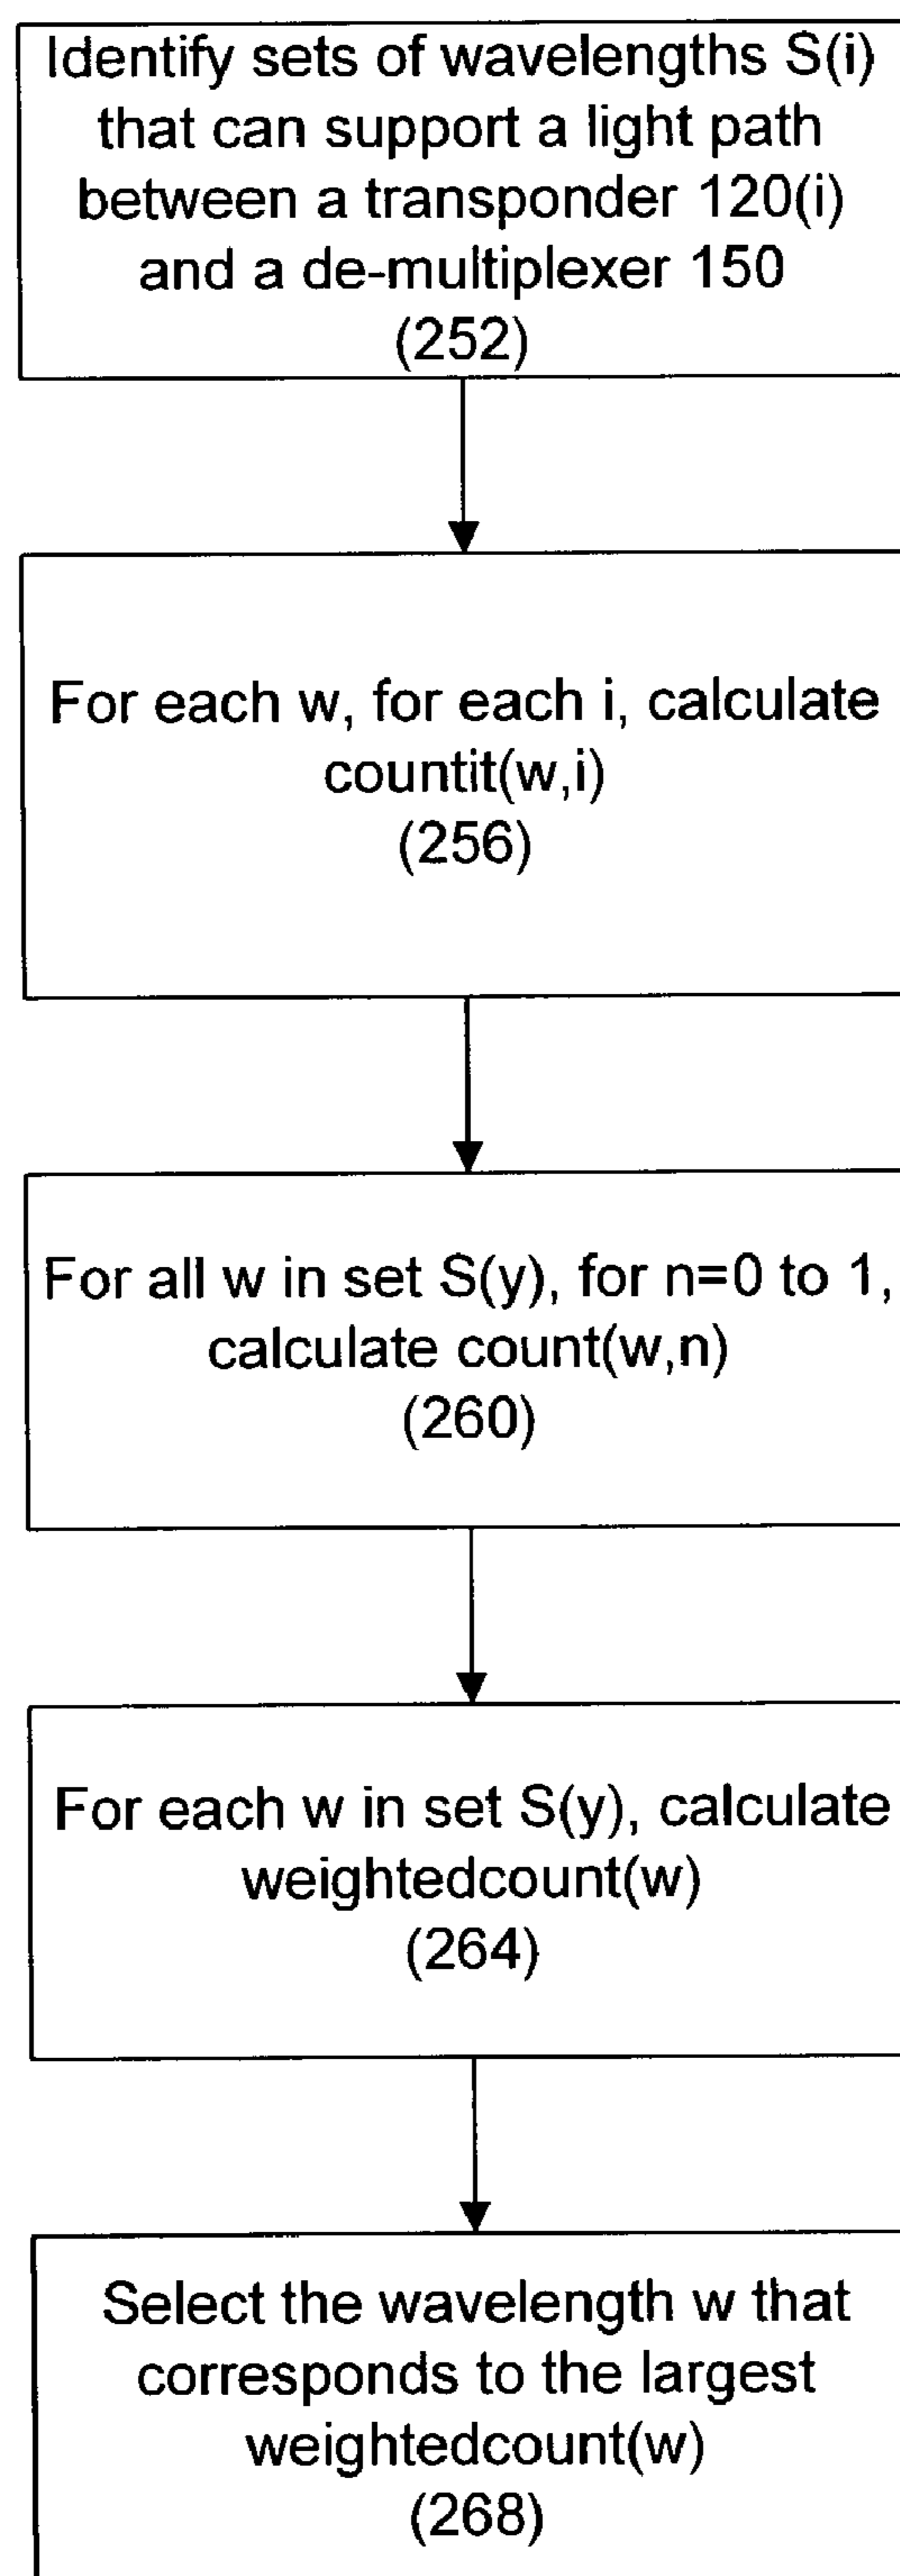 Identify sets of wavelengths S(i)
that can support a light path
between a transponder 120(i)
and a de-multiplexer 150
(252)
For each w, for each i, calculate
countit(w,i)
(256)
For all w in set S(y), for n=0 to 1,
calculate count(w,n)
(260)
For each w in set S(y), calculate
weightedcount(w)
(264)
Select the wavelength w that
corresponds to the largest
weightedcount(w)
(268)